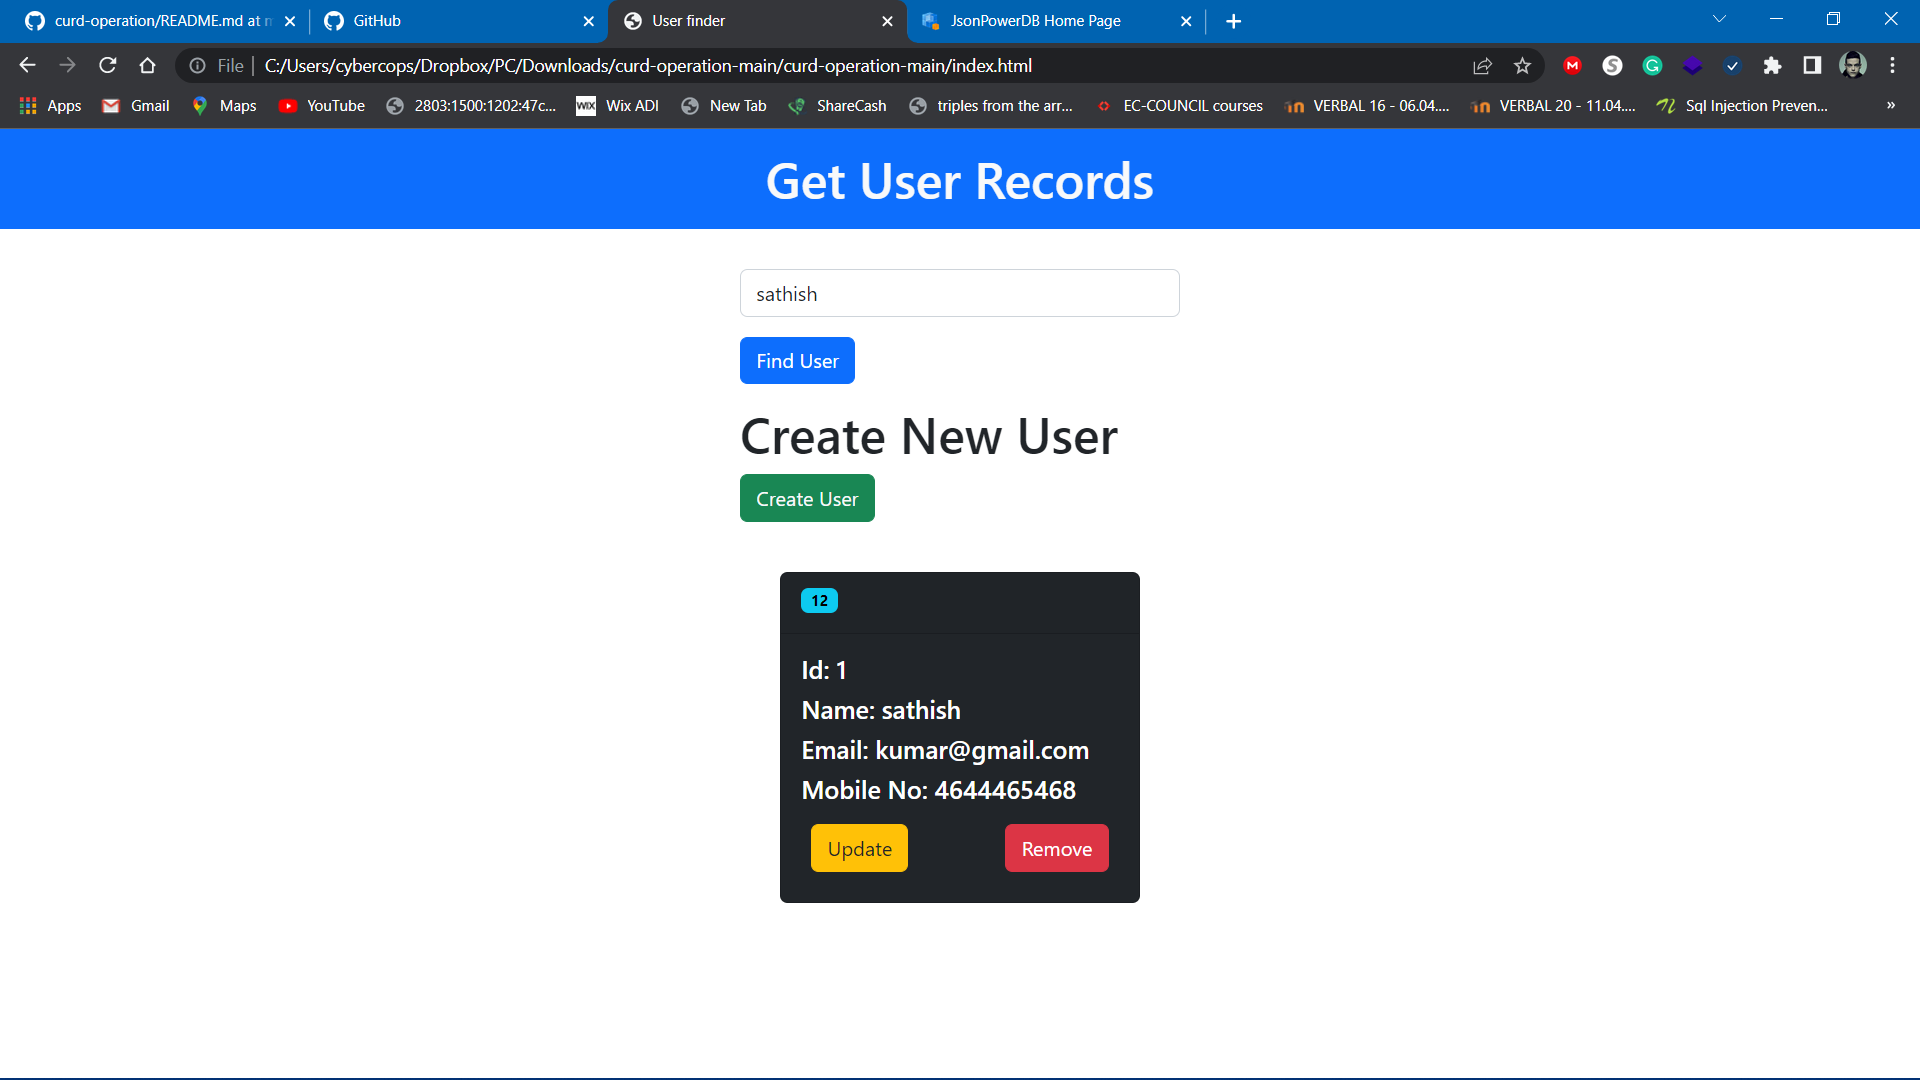 curd-operation/README.md at m
GitHub
User finder
JsonPowerDB Home Page
File
C:/Users/cybercops/Dropbox/PC/Downloads/curd-operation-main/curd-operation-main/index.html
Apps
Gmail
Maps
YouTube
2803:1500:1202:47c...
WIX
Wix ADI
New Tab
ShareCash
triples from the arr...
EC-COUNCIL courses
VERBAL 16 - 06.04....
VERBAL 20 - 11.04....
Sql Injection Preven...
»
Get User Records
sathish
Find User
Create New User
Create User
12
Id: 1
Name: sathish
Email: kumar@gmail.com
Mobile No: 4644465468
Update
Remove